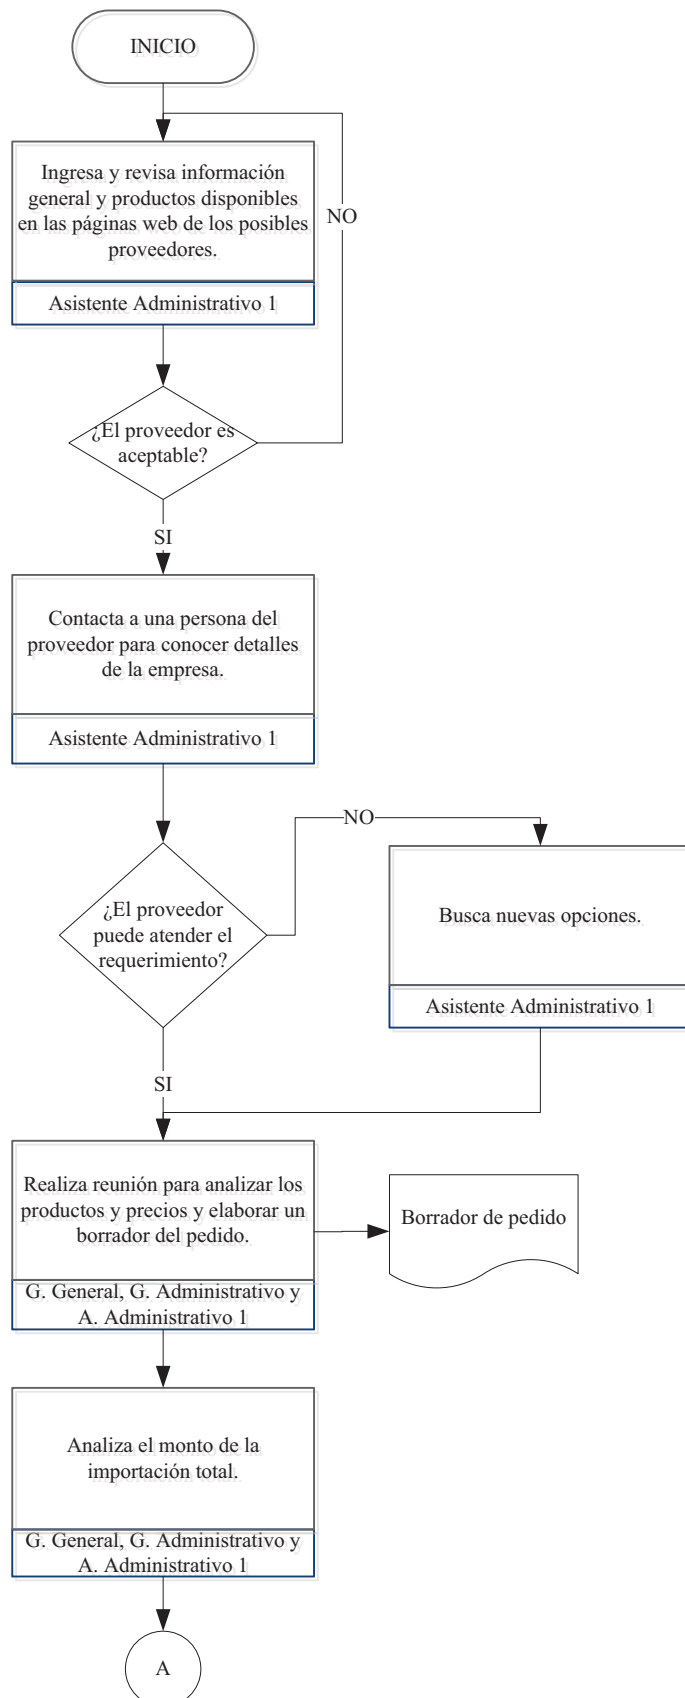 INICIO
Ingresa y revisa información
general y productos disponibles
en las páginas web de los posibles
proveedores.
NO
Asistente Administrativo 1
¿El proveedor es
aceptable?
SI
Contacta a una persona del
proveedor para conocer detalles
de la empresa.
Asistente Administrativo 1
NO
¿El proveedor
puede atender el
requerimiento?
Busca nuevas opciones.
Asistente Administrativo 1
SI
Realiza reunión para analizar los
productos y precios y elaborar un
borrador del pedido.
Borrador de pedido
G. General, G. Administrativo y
A. Administrativo 1
Analiza el monto de la
importación total.
G. General, G. Administrativo y
A. Administrativo 1
A